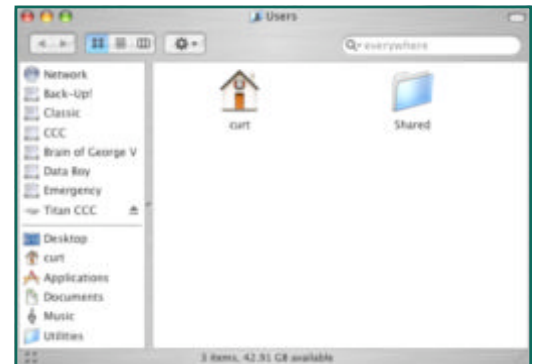 Users
everywhere
Network
Back-Up!
Classic
CCC
Brain of George V
Data Boy
Emergency
Titan CCC
Desktop
curt
Applications
Documents
Music
Utilities
curt
Shared
3 items, 42.91 GB available